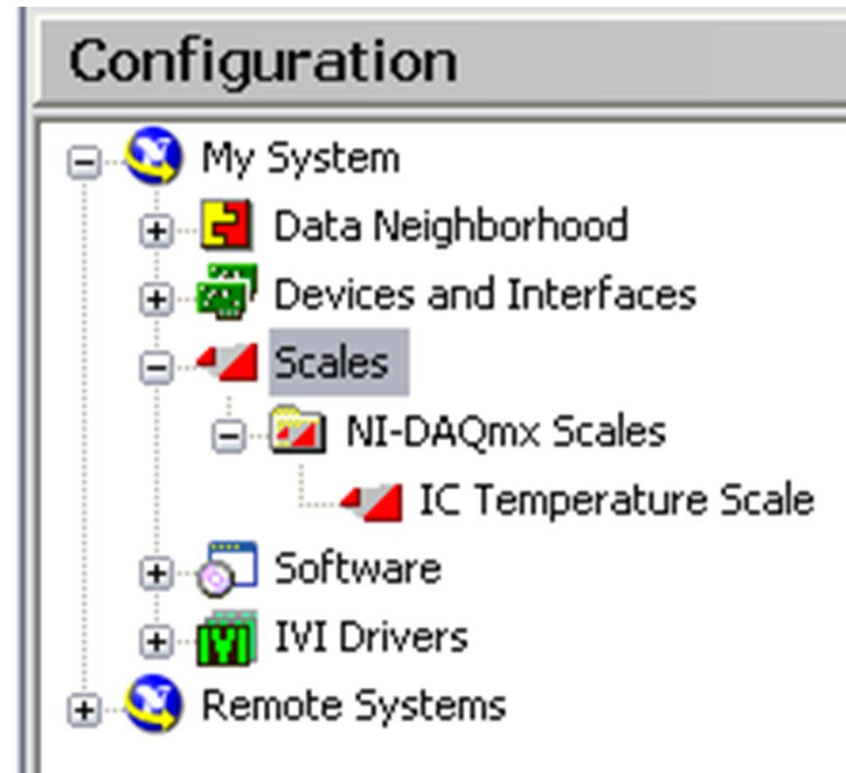 Configuration
My System
Data Neighborhood
Devices and Interfaces
Scales
NI-DAQmx Scales
IC Temperature Scale
Software
IVI
IVI Drivers
Remote Systems